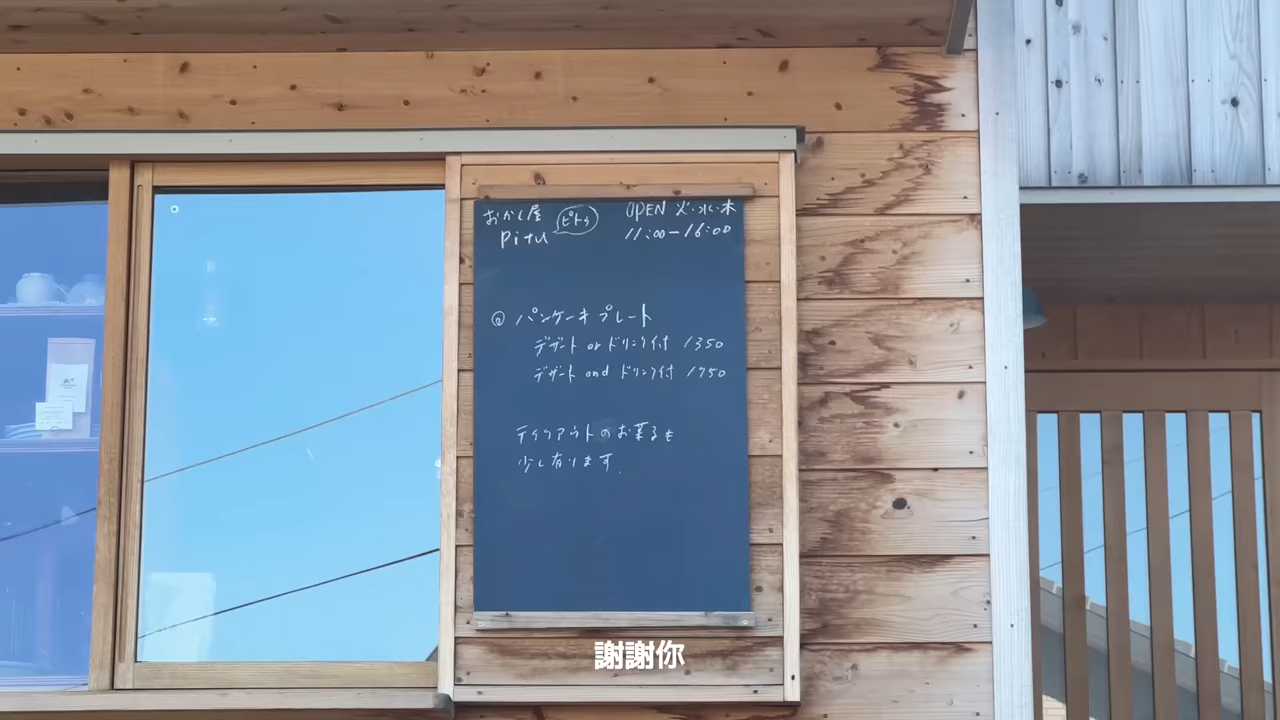 おかし屋 ピトゥ OPEN 火・水・木
Pitu 11:00-16:00
② パンケーキプレート
デザート or ドリンク付 1350
デザート and ドリンク付 1750
テイクアウトのお菓子も
少し有ります。
謝謝你